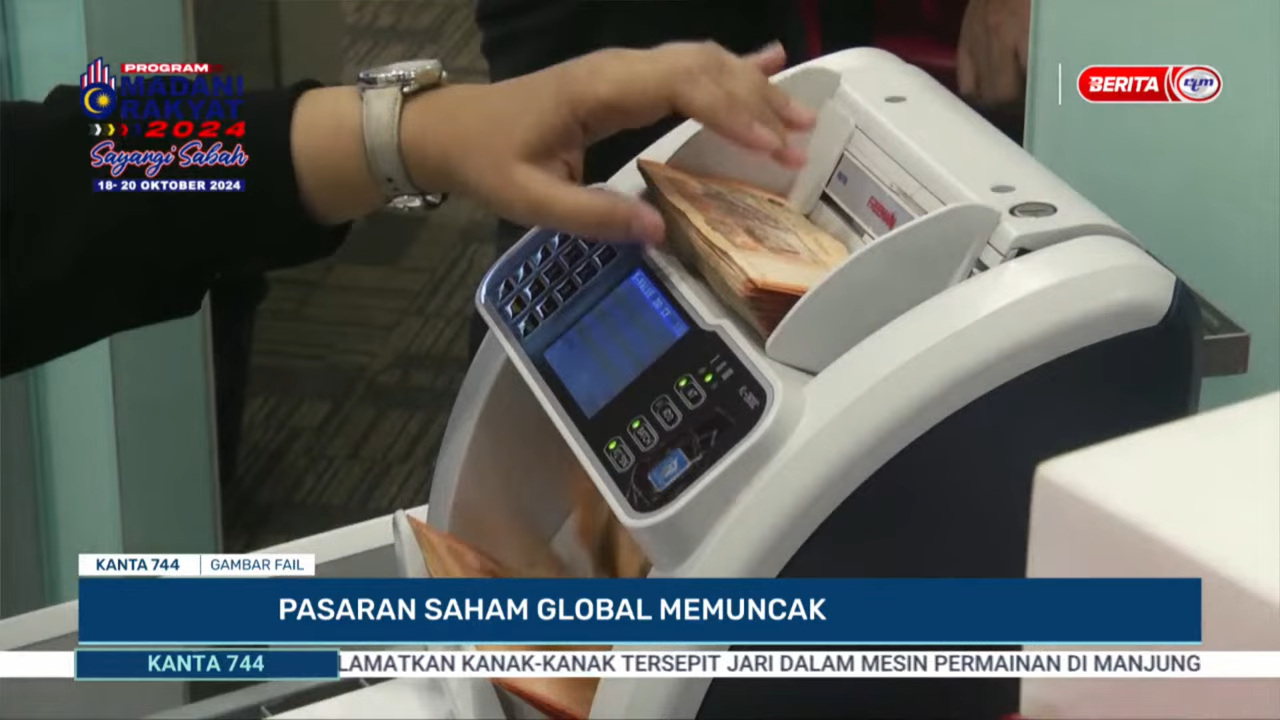 PROGRAM
MADANI
RAKYAT
2024
Sayangi Sabah
18- 20 OKTOBER 2024
BERITA rtm
KANTA 744 GAMBAR FAIL
PASARAN SAHAM GLOBAL MEMUNCAK
KANTA 744 LAMATKAN KANAK-KANAK TERSEPIT JARI DALAM MESIN PERMAINAN DI MANJUNG